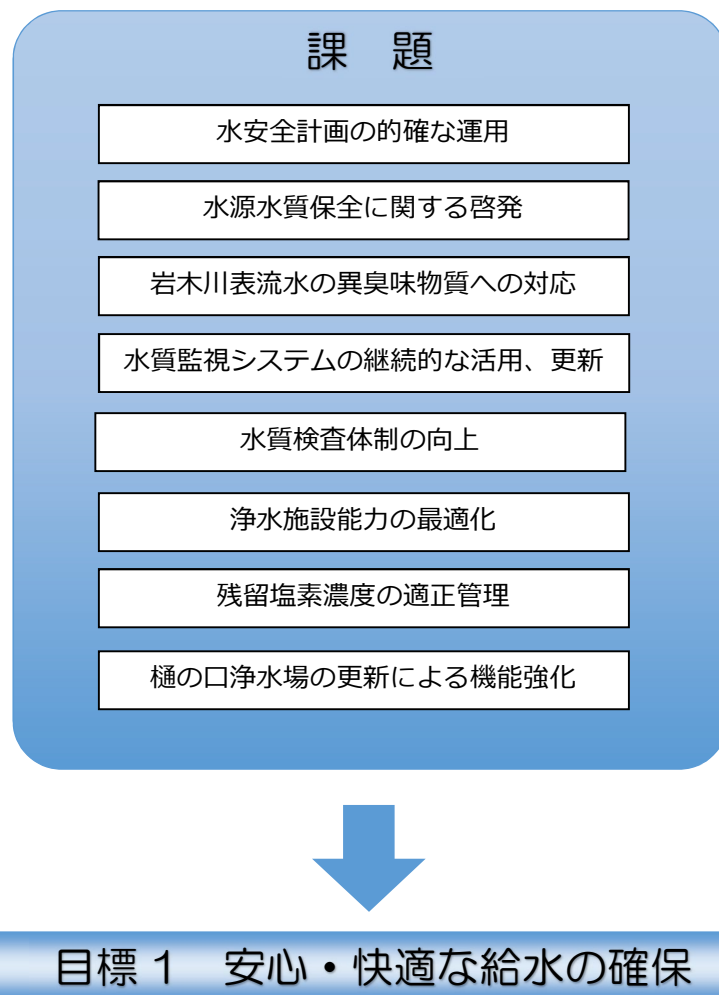 課　題
水安全計画の的確な運用
水源水質保全に関する啓発
岩木川表流水の異臭味物質への対応
水質監視システムの継続的な活用、更新
水質検査体制の向上
浄水施設能力の最適化
残留塩素濃度の適正管理
樋の口浄水場の更新による機能強化
目標１　安心・快適な給水の確保